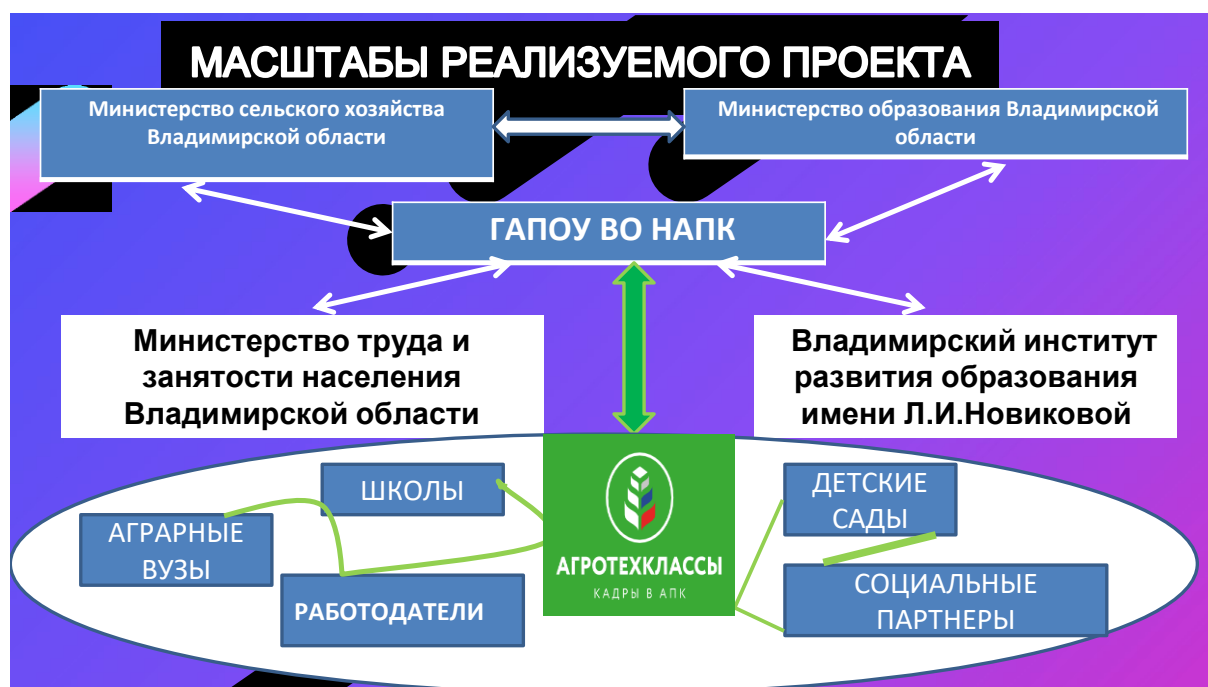 МАСШТАБЫ РЕАЛИЗУЕМОГО ПРОЕКТА
Министерство сельского хозяйства
Владимирской области
Министерство образования Владимирской
области
ГАПОУ ВО НАПК
Министерство труда и
занятости населения
Владимирской области
Владимирский институт
развития образования
имени Л.И.Новиковой
ШКОЛЫ
АГРАРНЫЕ
ВУЗЫ
РАБОТОДАТЕЛИ
АГРОТЕХКЛАССЫ
КАДРЫ В АПК
ДЕТСКИЕ
САДЫ
СОЦИАЛЬНЫЕ
ПАРТНЕРЫ